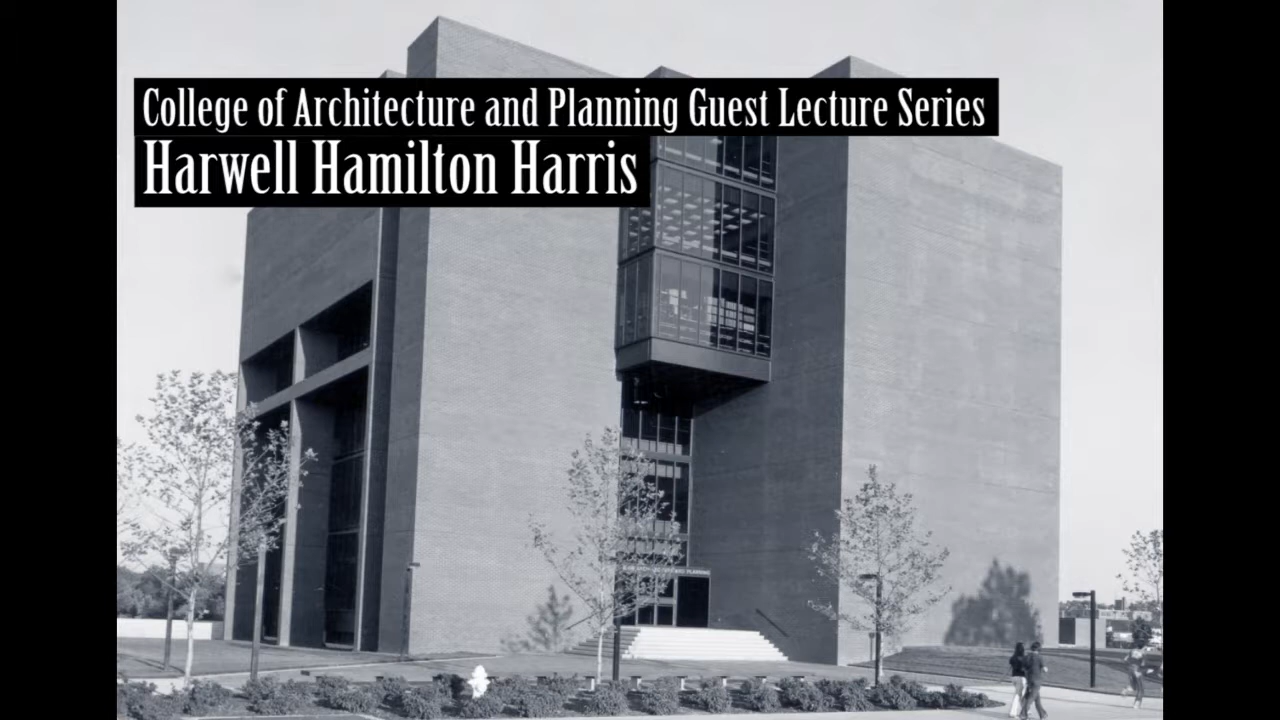 College of Architecture and Planning Guest Lecture Series
Harwell Hamilton Harris